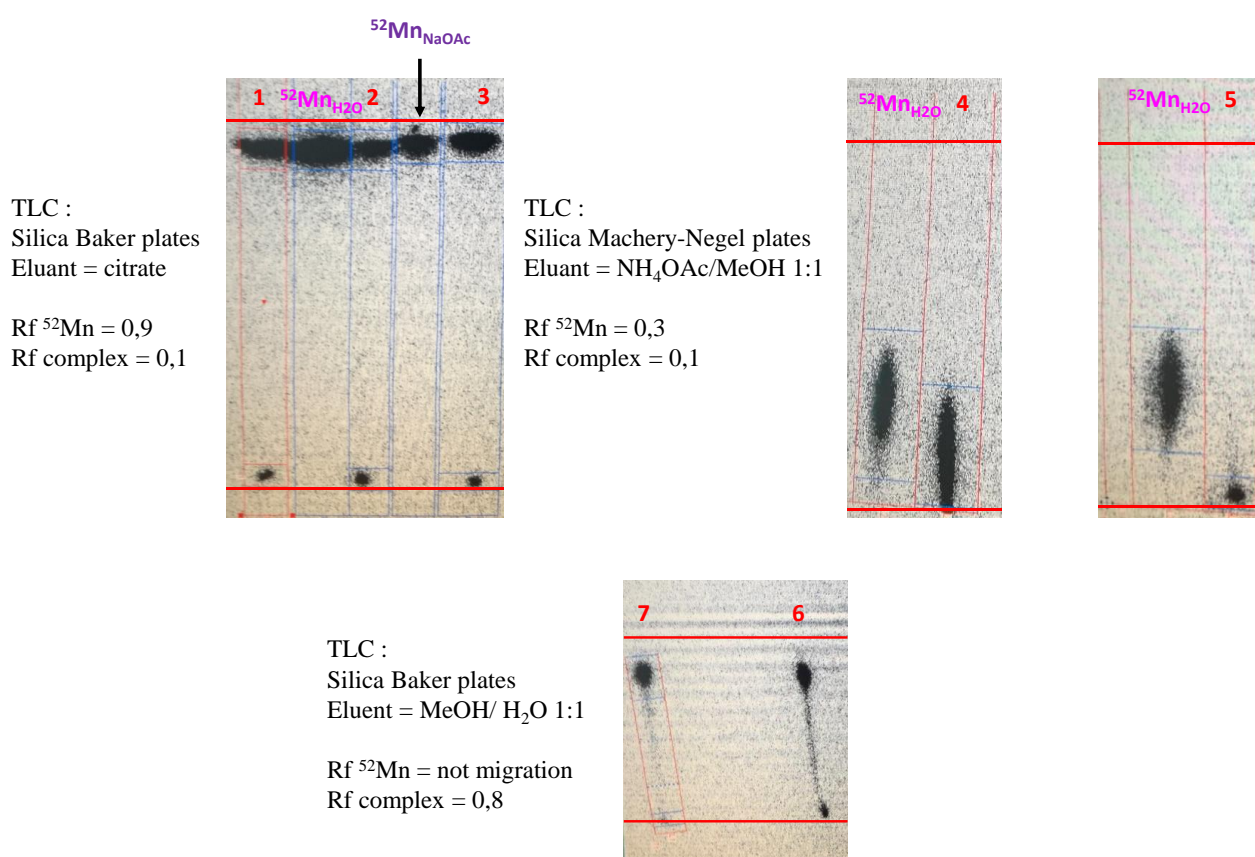 ⁵²Mn_NaOAc
1 ⁵²Mn_H2O 2 3
TLC :
Silica Baker plates
Eluant = citrate
Rf ⁵²Mn = 0,9
Rf complex = 0,1
TLC :
Silica Machery-Negel plates
Eluant = NH₄OAc/MeOH 1:1
Rf ⁵²Mn = 0,3
Rf complex = 0,1
⁵²Mn_H2O 4
⁵²Mn_H2O 5
TLC :
Silica Baker plates
Eluent = MeOH/ H₂O 1:1
Rf ⁵²Mn = not migration
Rf complex = 0,8
7 6